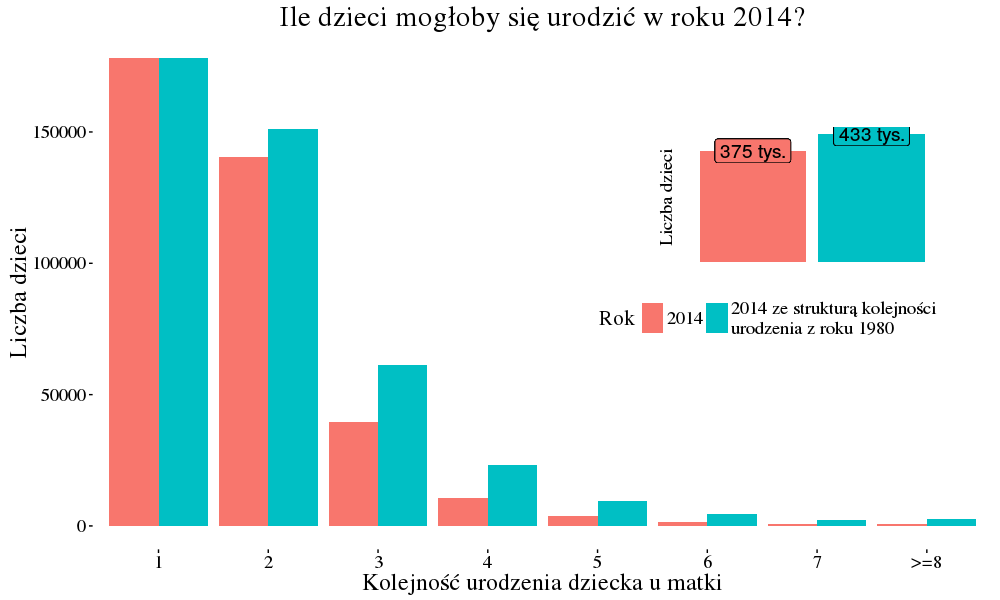 Ile dzieci mogłoby się urodzić w roku 2014?
Liczba dzieci
150000
100000
50000
0
Liczba dzieci
375 tys.
433 tys.
Rok
2014
2014 ze strukturą kolejności
urodzenia z roku 1980
1
2
3
4
5
6
7
>=8
Kolejność urodzenia dziecka u matki